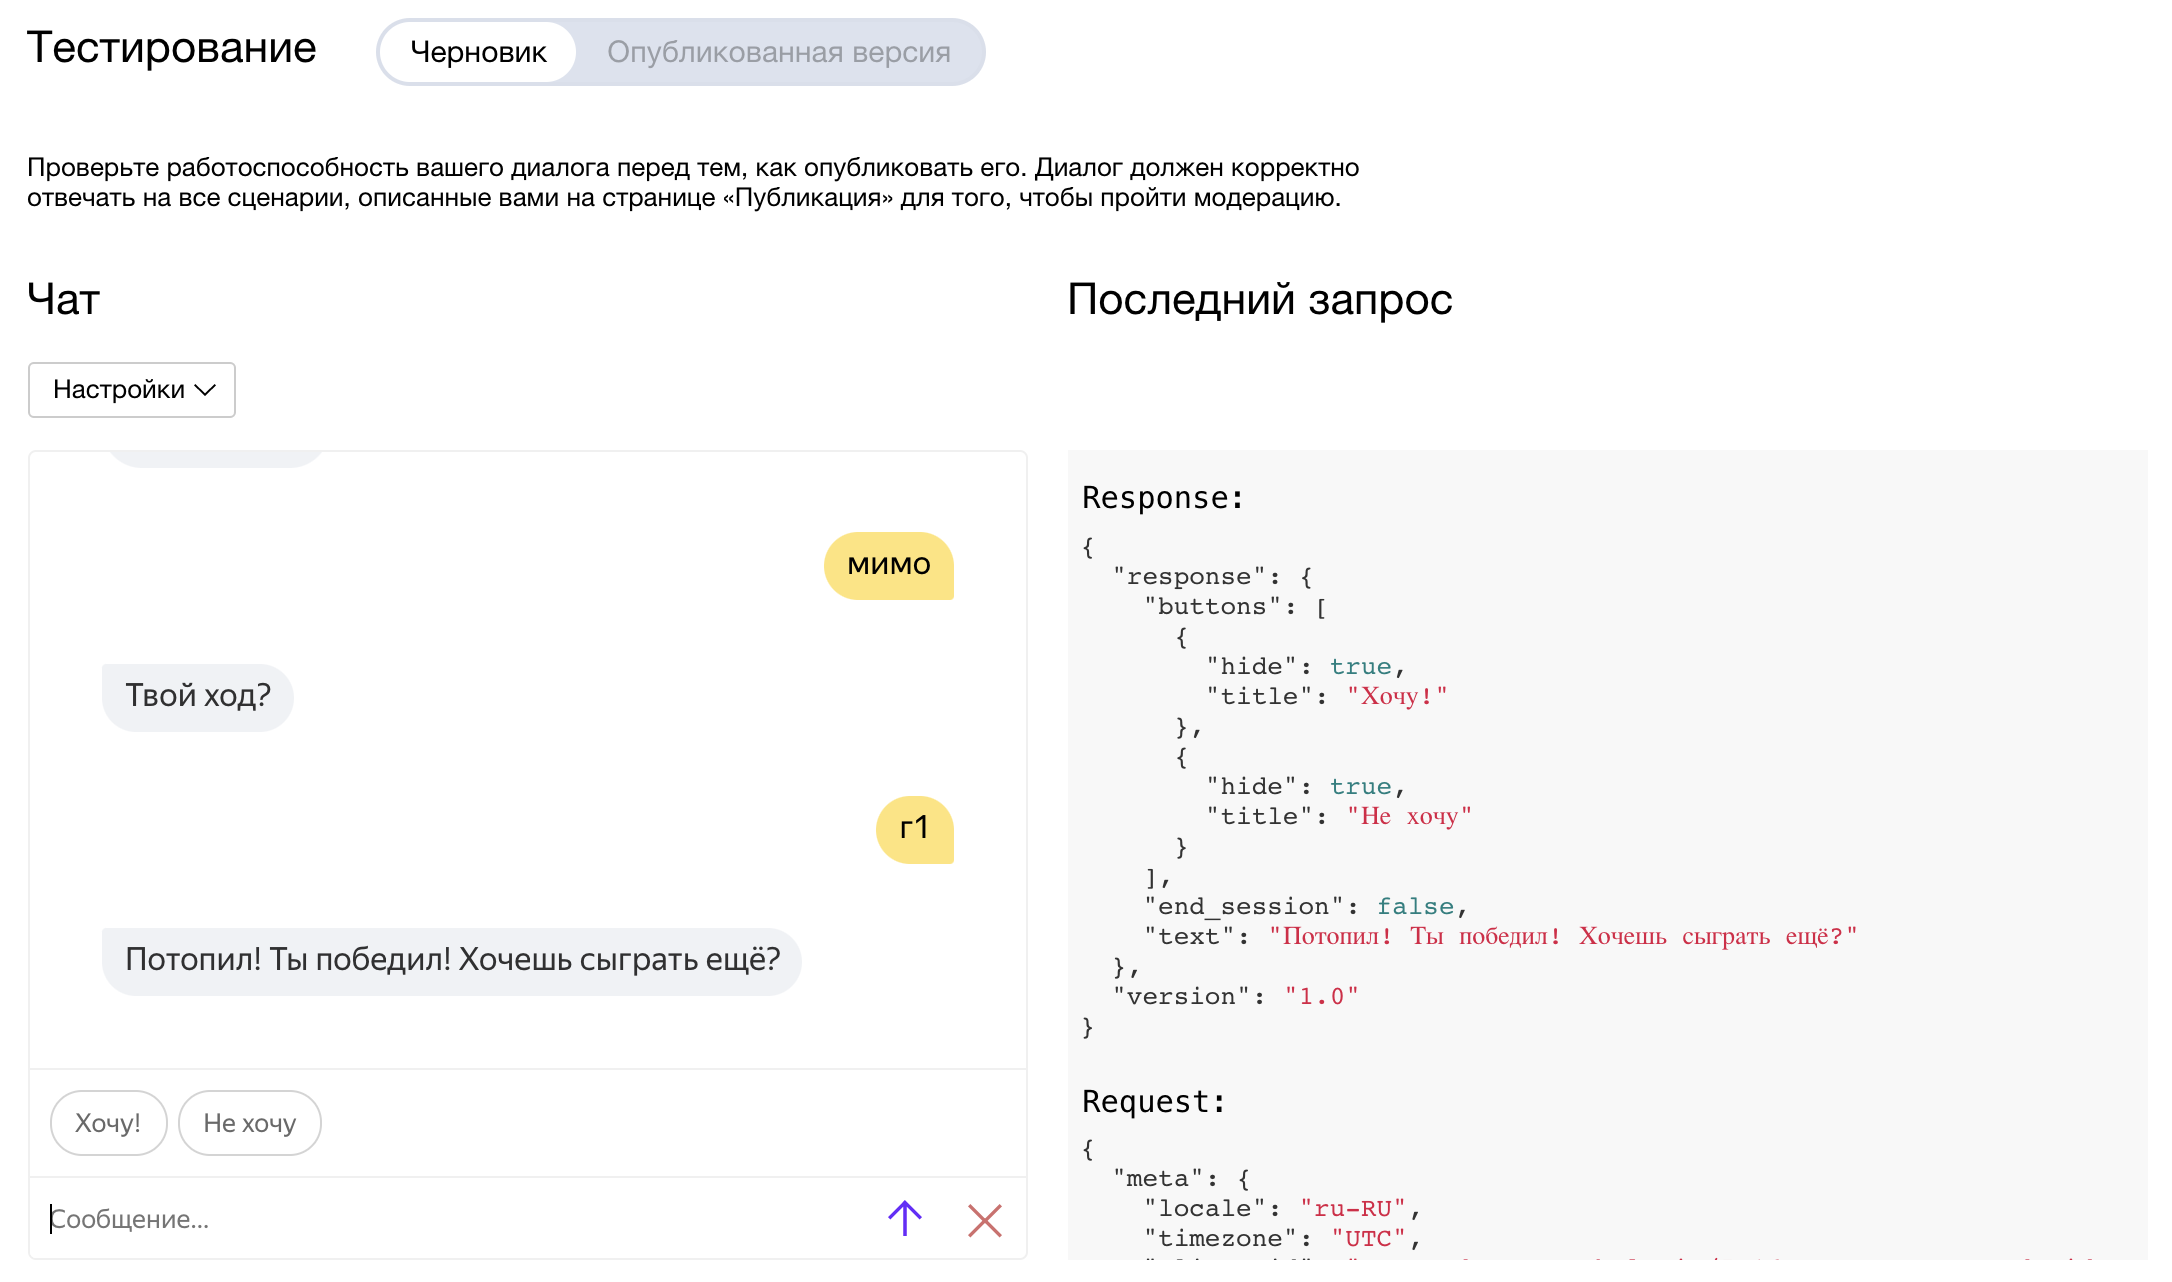 Тестирование
Черновик
Опубликованная версия
Проверьте работоспособность вашего диалога перед тем, как опубликовать его. Диалог должен корректно
отвечать на все сценарии, описанные вами на странице «Публикация» для того, чтобы пройти модерацию.
Чат
Настройки
мимо
Твой ход?
г1
Потопил! Ты победил! Хочешь сыграть ещё?
Хочу!
Не хочу
Сообщение...
Последний запрос
Response:
{
"response": {
"buttons": [
{
"hide": true,
"title": "Хочу!"
},
{
"hide": true,
"title": "Не хочу"
}
],
"end_session": false,
"text": "Потопил! Ты победил! Хочешь сыграть ещё?"
},
"version": "1.0"
}
Request:
{
"meta": {
"locale": "ru-RU",
"timezone": "UTC",